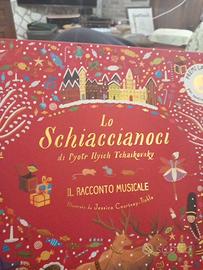 Lo
Schiaccianoci
di Pyotr Ilyich Tchaikovsky
IL RACCONTO MUSICALE
Illustrato da Jessica Courtney-Tickle